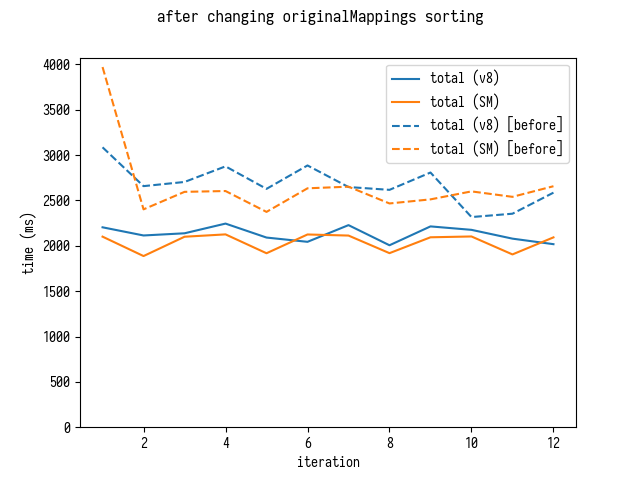 after changing originalMappings sorting
total (v8)
total (SM)
total (v8) [before]
total (SM) [before]
time (ms)
4000
3500
3000
2500
2000
1500
1000
500
0
2 4 6 8 10 12
iteration